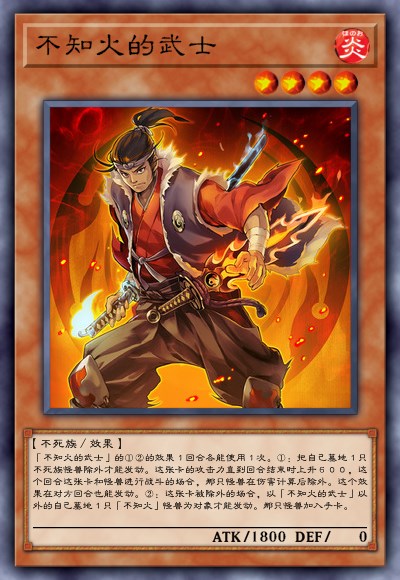 不知火的武士
ほのお
炎
【不死族／效果】
「不知火的武士」的①②的效果1回合各能使用1次。①：把自己墓地1只
不死族怪兽除外才能发动。这张卡的攻击力直到回合结束时上升600，这
个回合这张卡和怪兽进行战斗的场合，那只怪兽在伤害计算后除外。这个效
果在对方回合也能发动。②：这张卡被除外的场合，以「不知火的武士」以
外的自己墓地1只「不知火」怪兽为对象才能发动。那只怪兽加入手卡。
ATK/1800 DEF/ 0